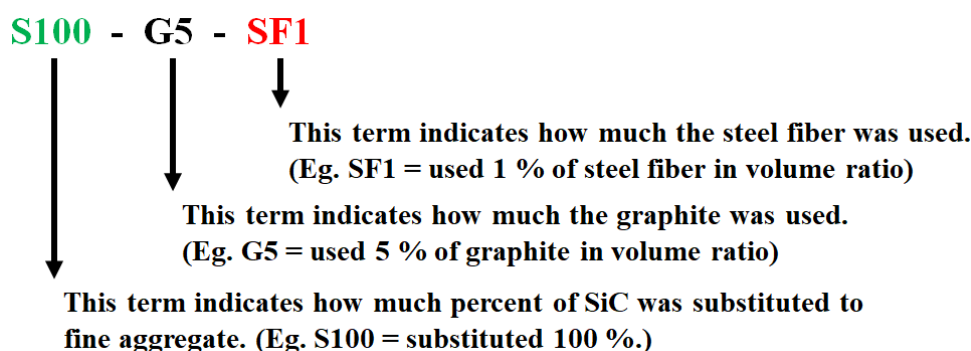 S100 - G5 - SF1
This term indicates how much the steel fiber was used.
(Eg. SF1 = used 1 % of steel fiber in volume ratio)
This term indicates how much the graphite was used.
(Eg. G5 = used 5 % of graphite in volume ratio)
This term indicates how much percent of SiC was substituted to
fine aggregate. (Eg. S100 = substituted 100 %.)